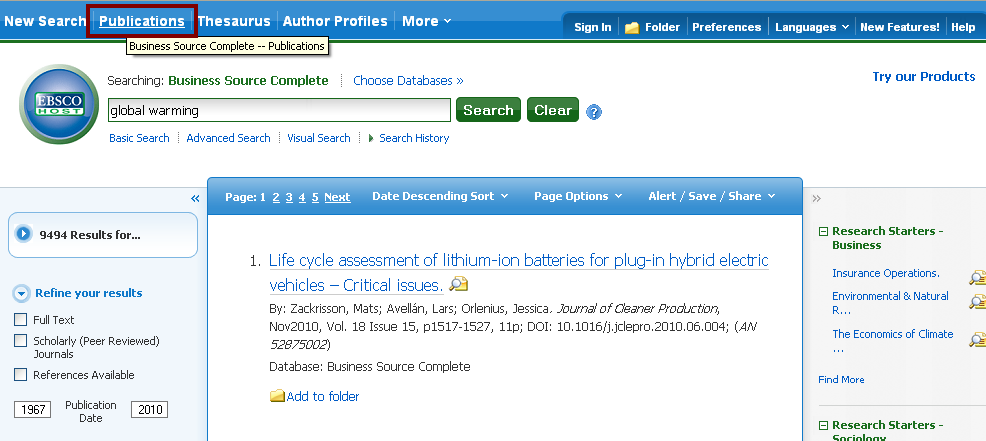 New Search Publications Thesaurus Author Profiles More
Sign In Folder Preferences Languages New Features! Help
Business Source Complete -- Publications
EBSCO
HOST
Searching: Business Source Complete Choose Databases »
Try our Products
global warming Search Clear ?
Basic Search Advanced Search Visual Search Search History
« Page: 1 2 3 4 5 Next Date Descending Sort Page Options Alert / Save / Share »
9494 Results for...
Refine your results
Full Text
Scholarly (Peer Reviewed)
Journals
References Available
1967 Publication
Date 2010
1. Life cycle assessment of lithium-ion batteries for plug-in hybrid electric
vehicles – Critical issues.
By: Zackrisson, Mats; Avellán, Lars; Orlenius, Jessica. Journal of Cleaner Production,
Nov2010, Vol. 18 Issue 15, p1517-1527, 11p; DOI: 10.1016/j.jclepro.2010.06.004; (AN
52875002)
Database: Business Source Complete
Add to folder
Research Starters -
Business
Insurance Operations.
Environmental & Natural
R...
The Economics of Climate
...
Find More
Research Starters -
Sociology